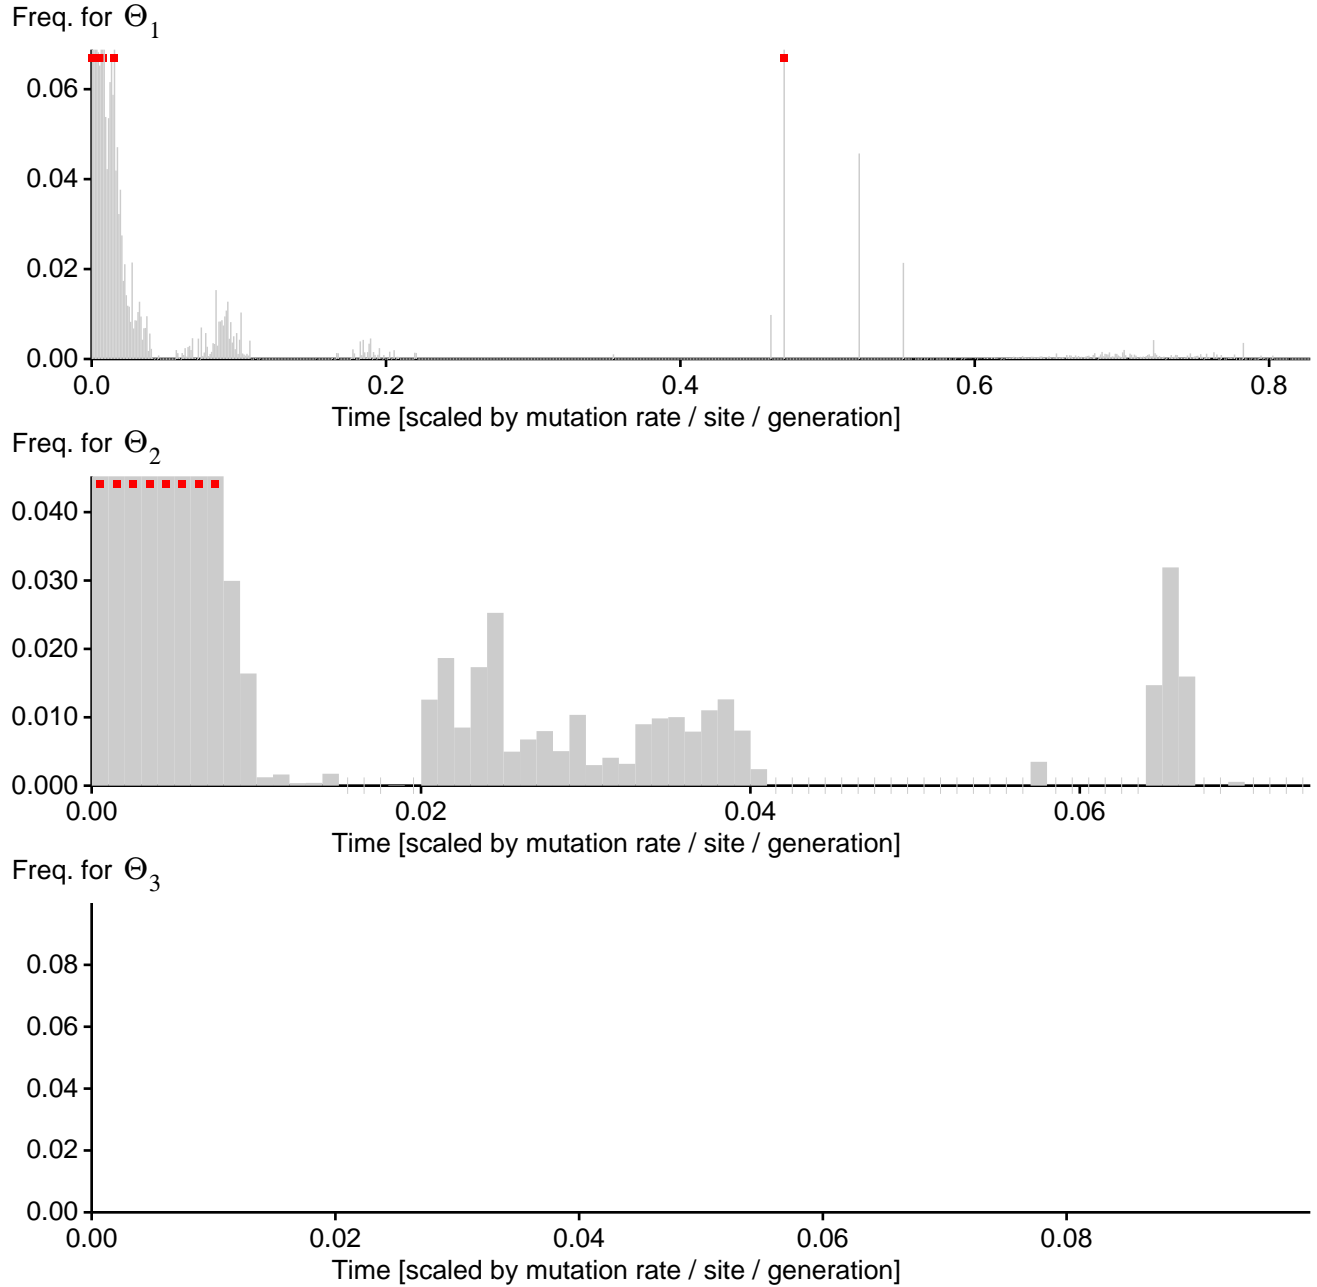 Freq. for Θ1
0.06
0.04
0.02
0.00
0.0 0.2 0.4 0.6 0.8
Time [scaled by mutation rate / site / generation]
Freq. for Θ2
0.040
0.030
0.020
0.010
0.000
0.00 0.02 0.04 0.06
Time [scaled by mutation rate / site / generation]
Freq. for Θ3
0.08
0.06
0.04
0.02
0.00
0.00 0.02 0.04 0.06 0.08
Time [scaled by mutation rate / site / generation]